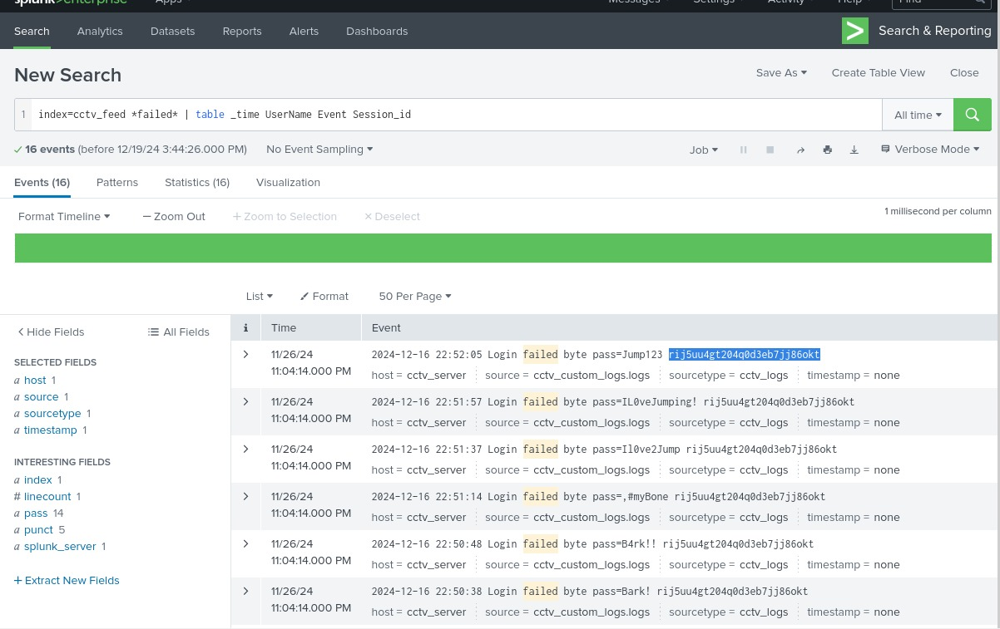 splunk>enterprise Apps Messages Settings Activity Help Find
Search Analytics Datasets Reports Alerts Dashboards Search & Reporting
New Search Save As Create Table View Close
1 index=cctv_feed *failed* | table _time UserName Event Session_id All time
✓ 16 events (before 12/19/24 3:44:26.000 PM) No Event Sampling Job Verbose Mode
Events (16) Patterns Statistics (16) Visualization
Format Timeline — Zoom Out + Zoom to Selection × Deselect 1 millisecond per column
List Format 50 Per Page
< Hide Fields All Fields
SELECTED FIELDS
a host 1
a source 1
a sourcetype 1
a timestamp 1
INTERESTING FIELDS
a index 1
# linecount 1
a pass 14
a punct 5
a splunk_server 1
+ Extract New Fields
i Time Event
> 11/26/24 2024-12-16 22:52:05 Login failed byte pass=Jump123 rij5uu4gt204q0d3eb7jj86okt
11:04:14.000 PM host = cctv_server source = cctv_custom_logs.logs sourcetype = cctv_logs timestamp = none
> 11/26/24 2024-12-16 22:51:57 Login failed byte pass=IL0veJumping! rij5uu4gt204q0d3eb7jj86okt
11:04:14.000 PM host = cctv_server source = cctv_custom_logs.logs sourcetype = cctv_logs timestamp = none
> 11/26/24 2024-12-16 22:51:37 Login failed byte pass=Il0ve2Jump rij5uu4gt204q0d3eb7jj86okt
11:04:14.000 PM host = cctv_server source = cctv_custom_logs.logs sourcetype = cctv_logs timestamp = none
> 11/26/24 2024-12-16 22:51:14 Login failed byte pass=,#myBone rij5uu4gt204q0d3eb7jj86okt
11:04:14.000 PM host = cctv_server source = cctv_custom_logs.logs sourcetype = cctv_logs timestamp = none
> 11/26/24 2024-12-16 22:50:48 Login failed byte pass=B4rk!! rij5uu4gt204q0d3eb7jj86okt
11:04:14.000 PM host = cctv_server source = cctv_custom_logs.logs sourcetype = cctv_logs timestamp = none
> 11/26/24 2024-12-16 22:50:38 Login failed byte pass=Bark! rij5uu4gt204q0d3eb7jj86okt
11:04:14.000 PM host = cctv_server source = cctv_custom_logs.logs sourcetype = cctv_logs timestamp = none